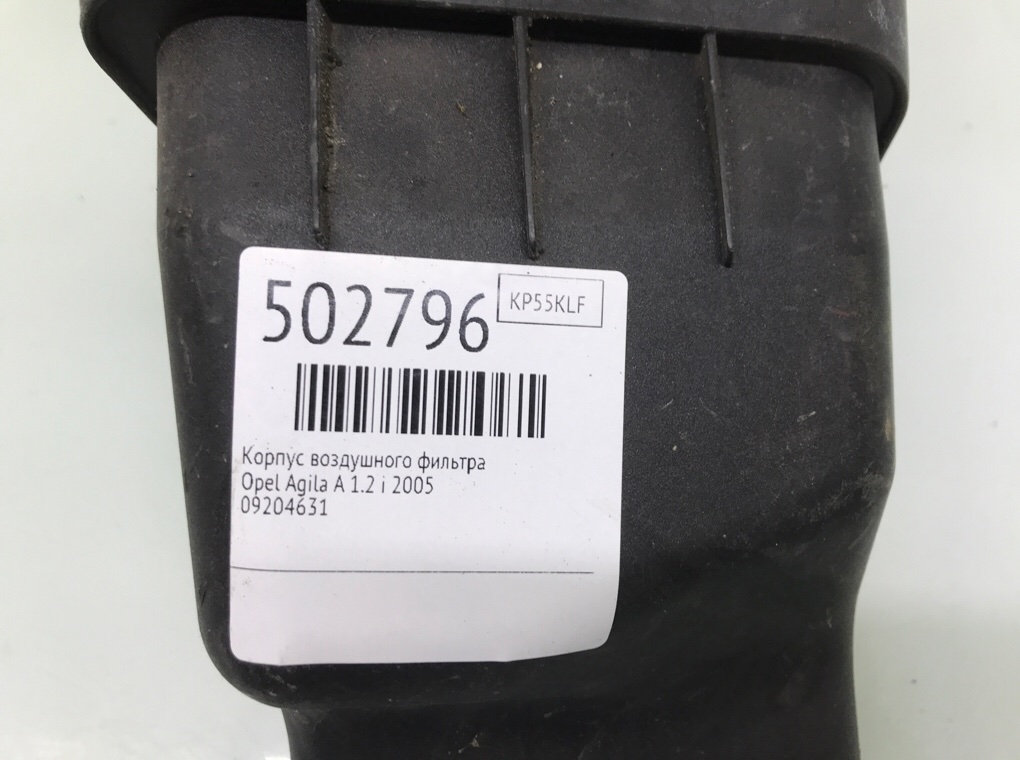 502796
KP55KLF
Корпус воздушного фильтра
Opel Agila A 1.2 i 2005
09204631